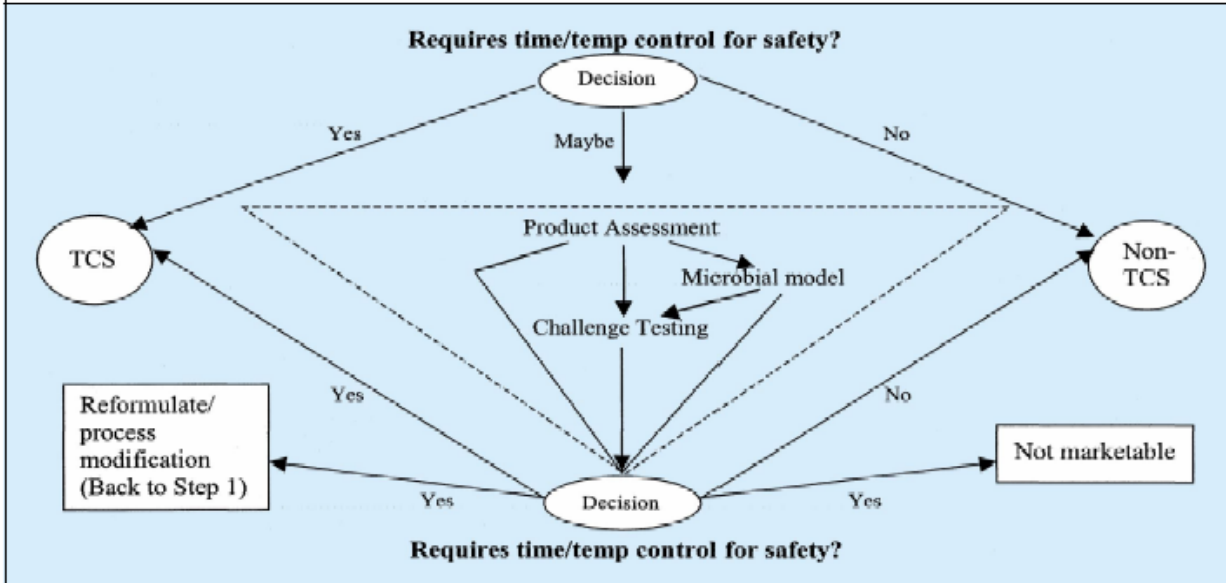 Requires time/temp control for safety?
Decision
Yes
Maybe
No
Product Assessment
TCS
Non-
TCS
Microbial model
Challenge Testing
Yes
No
Reformulate/
process
modification
(Back to Step 1)
Not marketable
Yes
Decision
Yes
Requires time/temp control for safety?